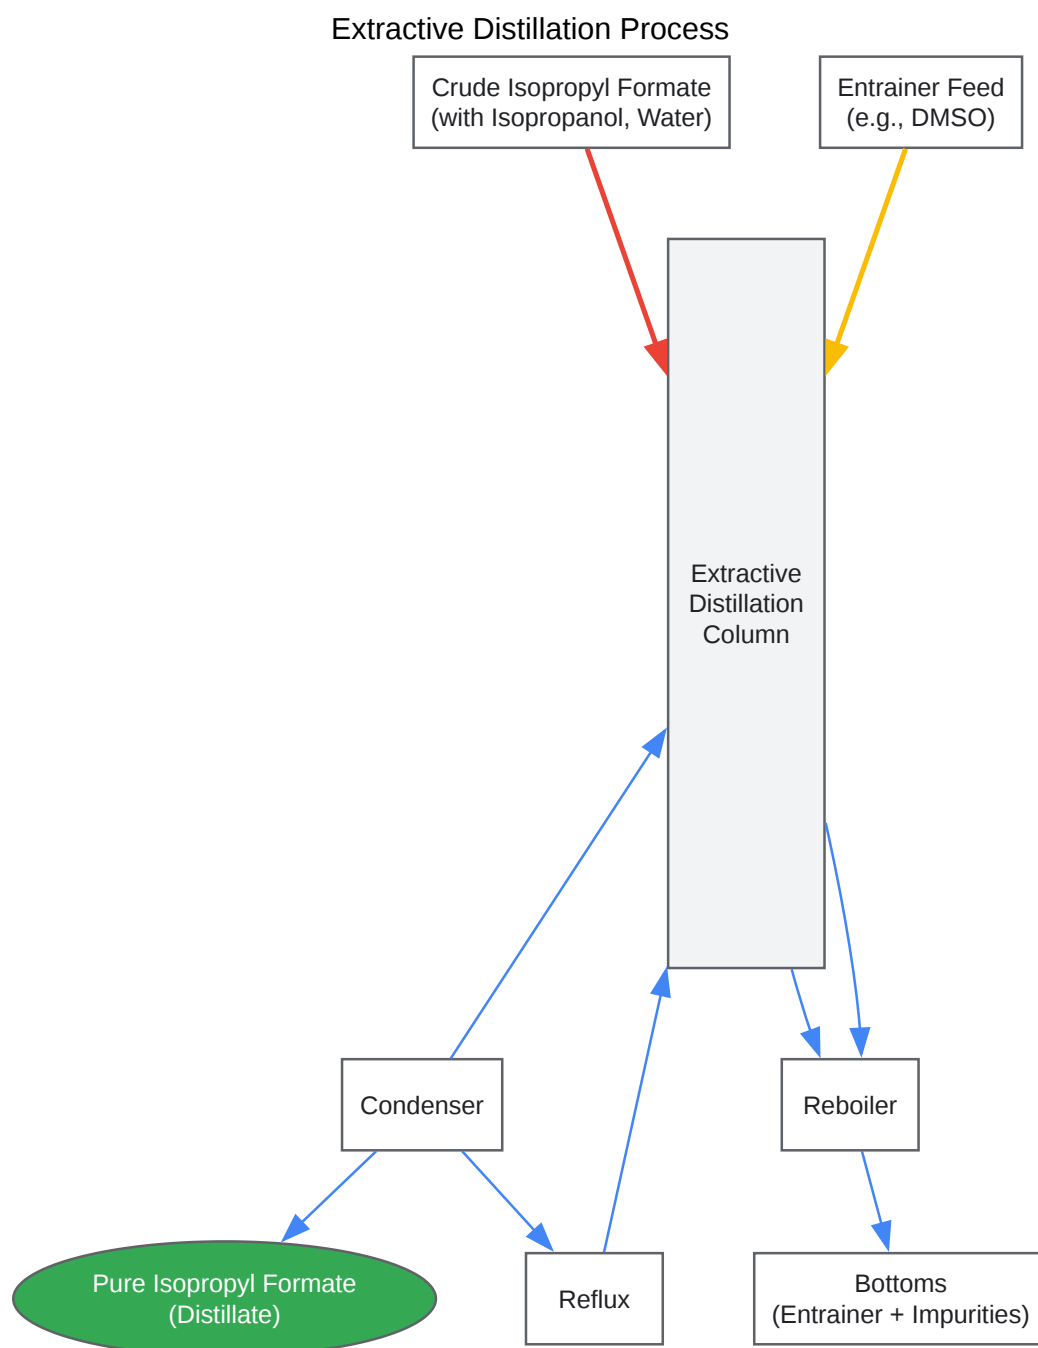 Extractive Distillation Process
Crude Isopropyl Formate
(with Isopropanol, Water)
Entrainer Feed
(e.g., DMSO)
Extractive
Distillation
Column
Condenser
Reboiler
Pure Isopropyl Formate
(Distillate)
Reflux
Bottoms
(Entrainer + Impurities)